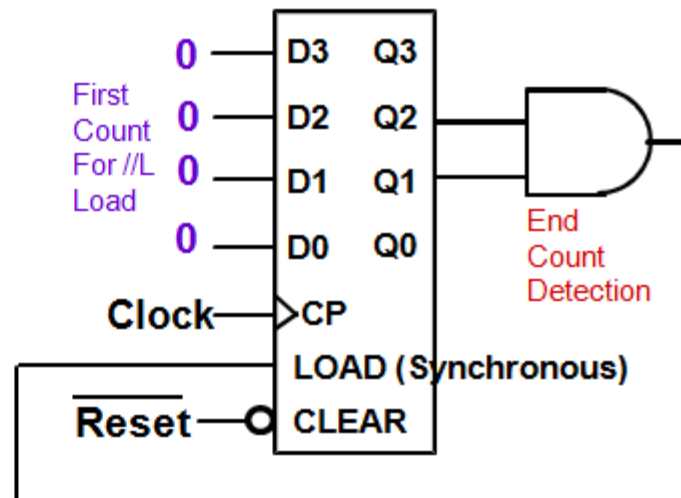 0 D3 Q3
First
Count
For //L
Load
0 D2 Q2
0 D1 Q1
0 D0 Q0
End
Count
Detection
Clock CP
LOAD (Synchronous)
Reset CLEAR